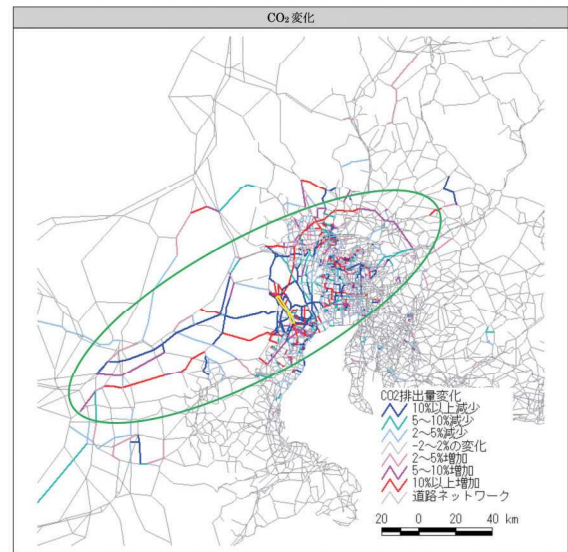 CO₂変化
CO2排出量変化
10%以上減少
5～10%減少
2～5%減少
-2～2%の変化
2～5%増加
5～10%増加
10%以上増加
道路ネットワーク
20 0 20 40 km